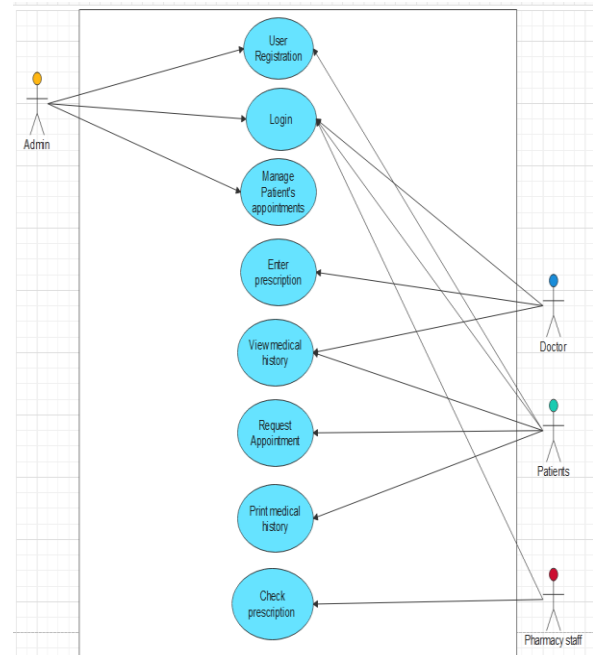 User
Registration
Admin
Login
Manage
Patient's
appointments
Enter
prescription
Doctor
View medical
history
Request
Appointment
Patients
Print medical
history
Check
prescription
Pharmacy staff